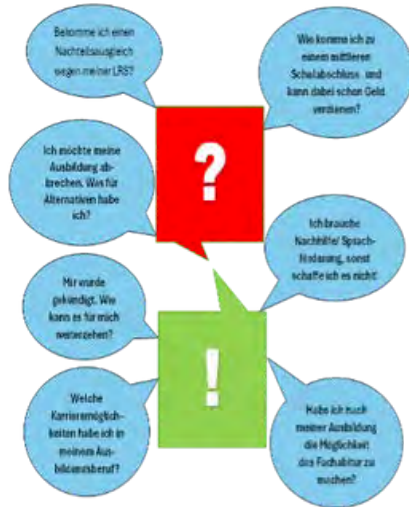 Bekomme ich einen
Nachteilsausgleich
wegen meiner LRS?
Wie komme ich zu
einem mittleren
Schulabschluss und
kann dabei schon Geld
verdienen?
?
Ich möchte meine
Ausbildung ab-
brechen. Was für
Alternativen habe
ich?
Ich brauche
Nachhilfe/ Sprach-
förderung, sonst
schaffe ich es nicht!
Mir wurde
gekündigt. Wie
kann es für mich
weitergehen?
!
Welche
Karrieremöglich-
keiten habe ich in
meinem Aus-
bildungsberuf?
Habe ich nach
meiner Ausbildung
die Möglichkeit
das Fachabitur zu
machen?